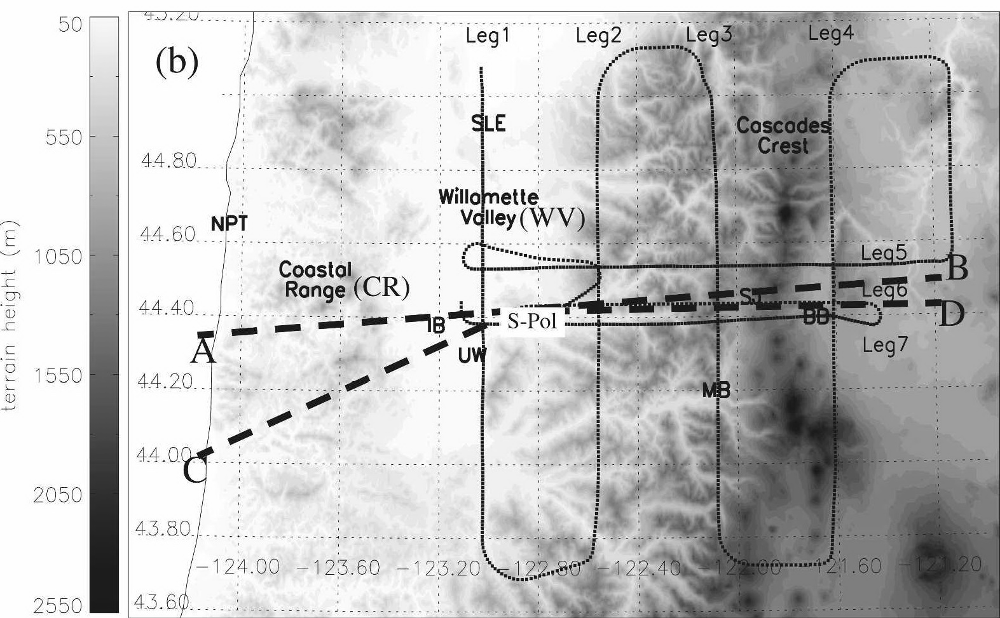 50
550
1050
1550
2050
2550
terrain height (m)
(b)
45.20
Leg1
Leg2
Leg3
Leg4
SLE
Cascades
Crest
44.80
Willamette
Valley (WV)
NPT
44.60
Leg5
Coastal
Range (CR)
B
Leg6
SJ
44.40
IB
S-Pol
BB
D
A
UW
Leg7
44.20
MB
44.00
C
43.80
-124.00
-123.60
-123.20
-122.80
-122.40
-122.00
121.60
-121.20
43.60